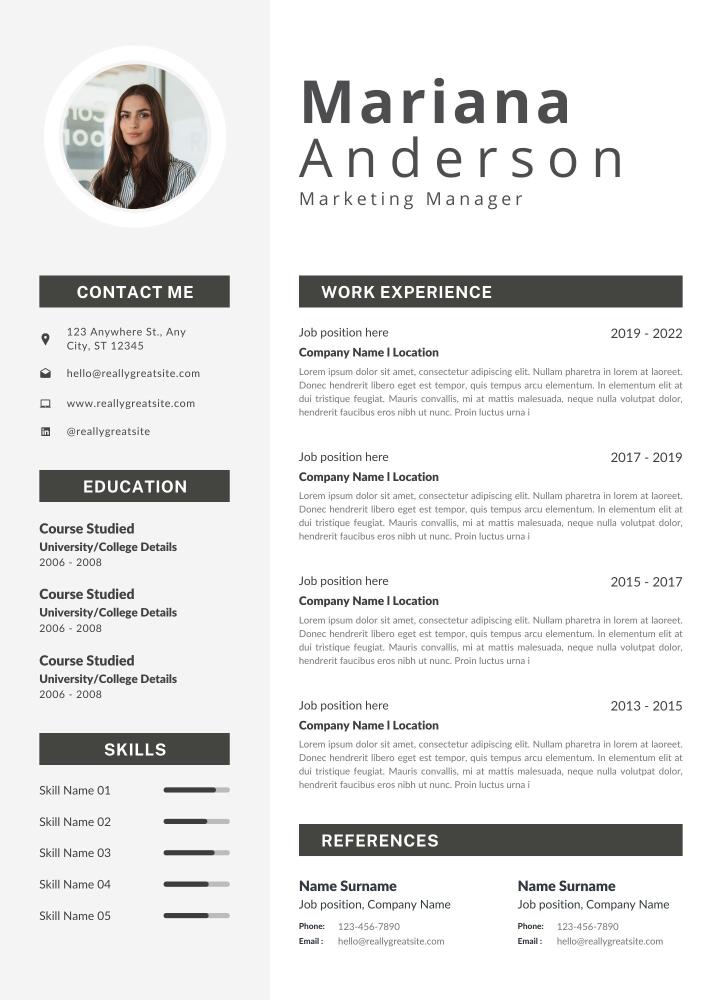 Mariana
Anderson
Marketing Manager
CONTACT ME
123 Anywhere St., Any
City, ST 12345
hello@reallygreatsite.com
www.reallygreatsite.com
@reallygreatsite
EDUCATION
Course Studied
University/College Details
2006 - 2008
Course Studied
University/College Details
2006 - 2008
Course Studied
University/College Details
2006 - 2008
SKILLS
Skill Name 01
Skill Name 02
Skill Name 03
Skill Name 04
Skill Name 05
WORK EXPERIENCE
Job position here 2019 - 2022
Company Name l Location
Lorem ipsum dolor sit amet, consectetur adipiscing elit. Nullam pharetra in lorem at laoreet.
Donec hendrerit libero eget est tempor, quis tempus arcu elementum. In elementum elit at
dui tristique feugiat. Mauris convallis, mi at mattis malesuada, neque nulla volutpat dolor,
hendrerit faucibus eros nibh ut nunc. Proin luctus urna i
Job position here 2017 - 2019
Company Name l Location
Lorem ipsum dolor sit amet, consectetur adipiscing elit. Nullam pharetra in lorem at laoreet.
Donec hendrerit libero eget est tempor, quis tempus arcu elementum. In elementum elit at
dui tristique feugiat. Mauris convallis, mi at mattis malesuada, neque nulla volutpat dolor,
hendrerit faucibus eros nibh ut nunc. Proin luctus urna i
Job position here 2015 - 2017
Company Name l Location
Lorem ipsum dolor sit amet, consectetur adipiscing elit. Nullam pharetra in lorem at laoreet.
Donec hendrerit libero eget est tempor, quis tempus arcu elementum. In elementum elit at
dui tristique feugiat. Mauris convallis, mi at mattis malesuada, neque nulla volutpat dolor,
hendrerit faucibus eros nibh ut nunc. Proin luctus urna i
Job position here 2013 - 2015
Company Name l Location
Lorem ipsum dolor sit amet, consectetur adipiscing elit. Nullam pharetra in lorem at laoreet.
Donec hendrerit libero eget est tempor, quis tempus arcu elementum. In elementum elit at
dui tristique feugiat. Mauris convallis, mi at mattis malesuada, neque nulla volutpat dolor,
hendrerit faucibus eros nibh ut nunc. Proin luctus urna i
REFERENCES
Name Surname
Job position, Company Name
Phone: 123-456-7890
Email : hello@reallygreatsite.com
Name Surname
Job position, Company Name
Phone: 123-456-7890
Email : hello@reallygreatsite.com